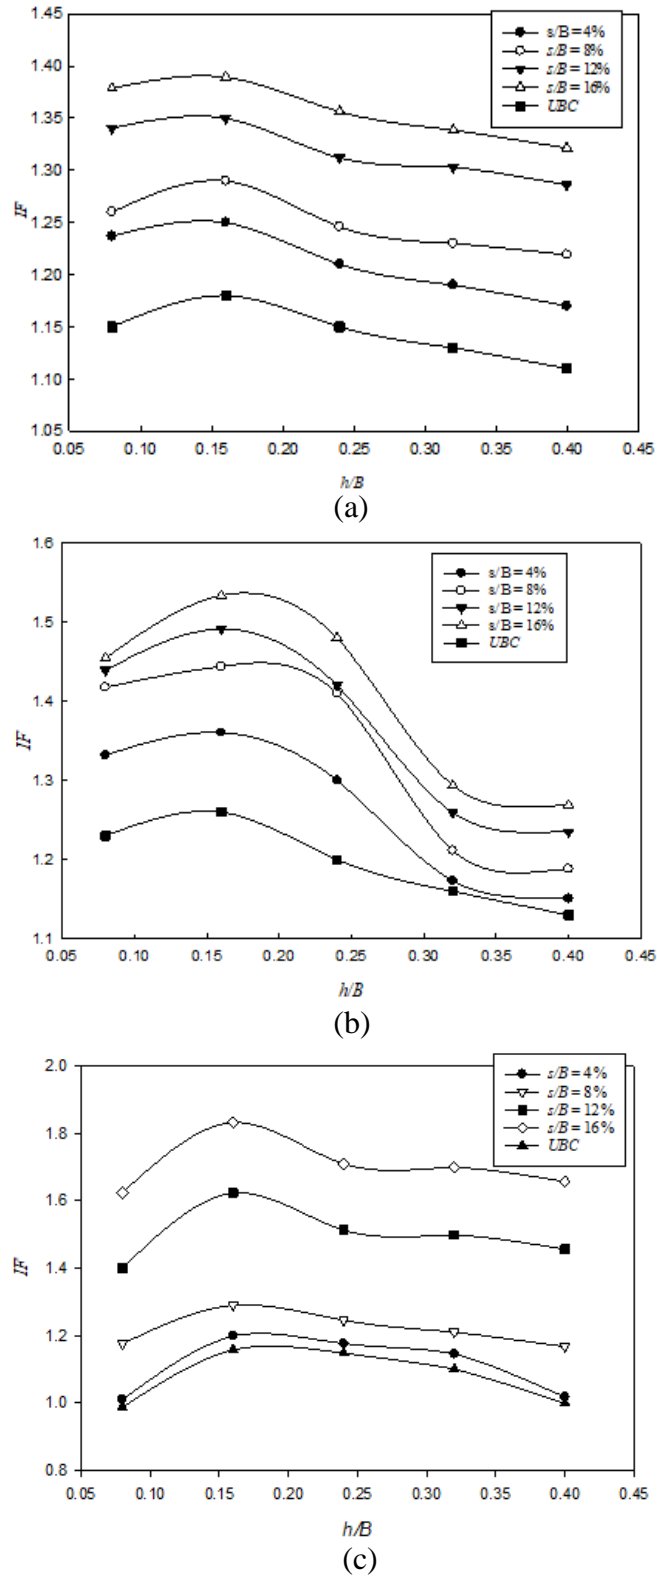 s/B = 4%
s/B = 8%
s/B = 12%
s/B = 16%
UBC
1.45
1.40
1.35
1.30
1.25
1.20
1.15
1.10
1.05
IF
0.05 0.10 0.15 0.20 0.25 0.30 0.35 0.40 0.45
h/B
(a)
s/B = 4%
s/B = 8%
s/B = 12%
s/B = 16%
UBC
1.6
1.5
1.4
1.3
1.2
1.1
IF
0.05 0.10 0.15 0.20 0.25 0.30 0.35 0.40 0.45
h/B
(b)
s/B = 4%
s/B = 8%
s/B = 12%
s/B = 16%
UBC
2.0
1.8
1.6
1.4
1.2
1.0
0.8
IF
0.05 0.10 0.15 0.20 0.25 0.30 0.35 0.40 0.45
h/B
(c)